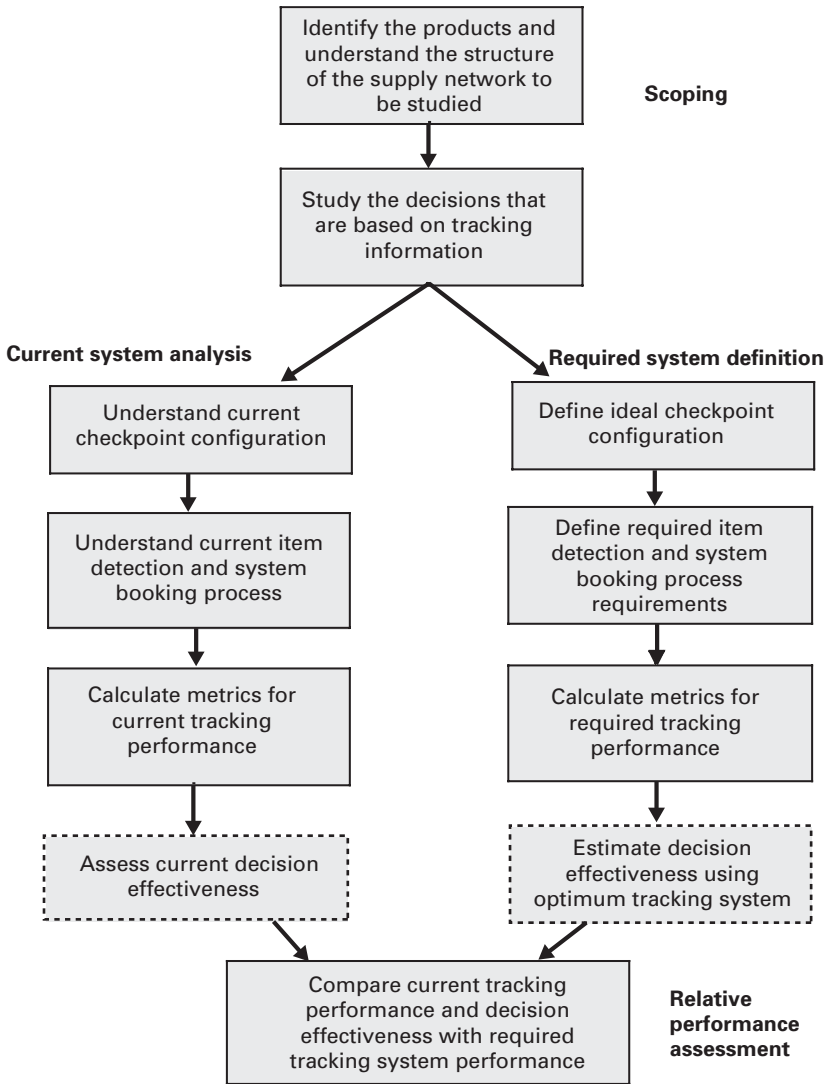 Identify the products and
understand the structure
of the supply network to
be studied
Scoping
Study the decisions that
are based on tracking
information
Current system analysis
Understand current
checkpoint configuration
Understand current item
detection and system
booking process
Calculate metrics for
current tracking
performance
Assess current decision
effectiveness
Required system definition
Define ideal checkpoint
configuration
Define required item
detection and system
booking process
requirements
Calculate metrics for
required tracking
performance
Estimate decision
effectiveness using
optimum tracking system
Compare current tracking
performance and decision
effectiveness with required
tracking system performance
Relative
performance
assessment